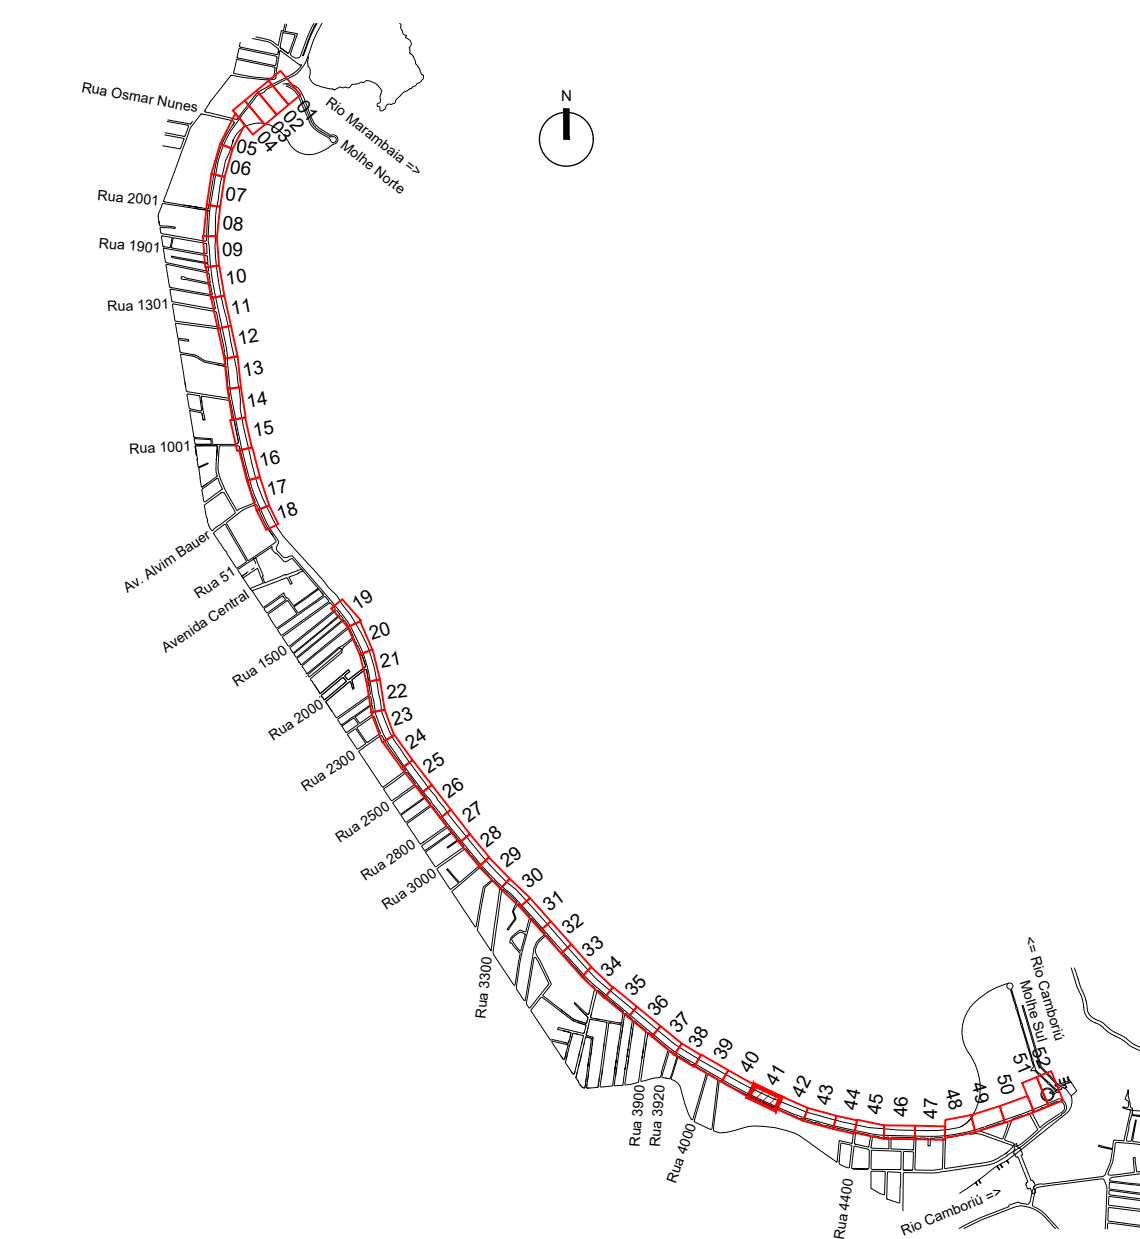 N
Rua Osmar Nunes
Rio Marambaia =>
Molhe Norte
01
02
03
04
05
06
Rua 2001
07
08
Rua 1901
09
10
Rua 1301
11
12
13
14
15
Rua 1001
16
17
18
Av. Alvim Bauer
Rua 51
Avenida Central
19
20
Rua 1500
21
22
Rua 2000
23
24
Rua 2300
25
26
Rua 2500
27
28
Rua 2800
29
Rua 3000
30
31
32
33
Rua 3300
34
35
36
37
38
39
40
41
42
43
44
45
46
47
48
49
50
51
52
<= Rio Camboriú
Molhe Sul
Rua 3900
Rua 3920
Rua 4000
Rua 4400
Rio Camboriú =>